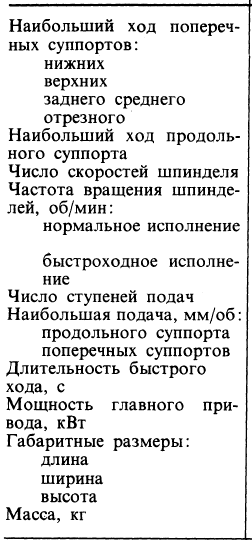 Наибольший ход попереч-
ных суппортов:
нижних
верхних
заднего среднего
отрезного
Наибольший ход продоль-
ного суппорта
Число скоростей шпинделя
Частота вращения шпинде-
лей, об/мин:
нормальное исполнение
быстроходное исполне-
ние
Число ступеней подач
Наибольшая подача, мм/об:
продольного суппорта
поперечных суппортов
Длительность быстрого
хода, с
Мощность главного при-
вода, кВт
Габаритные размеры:
длина
ширина
высота
Масса, кг